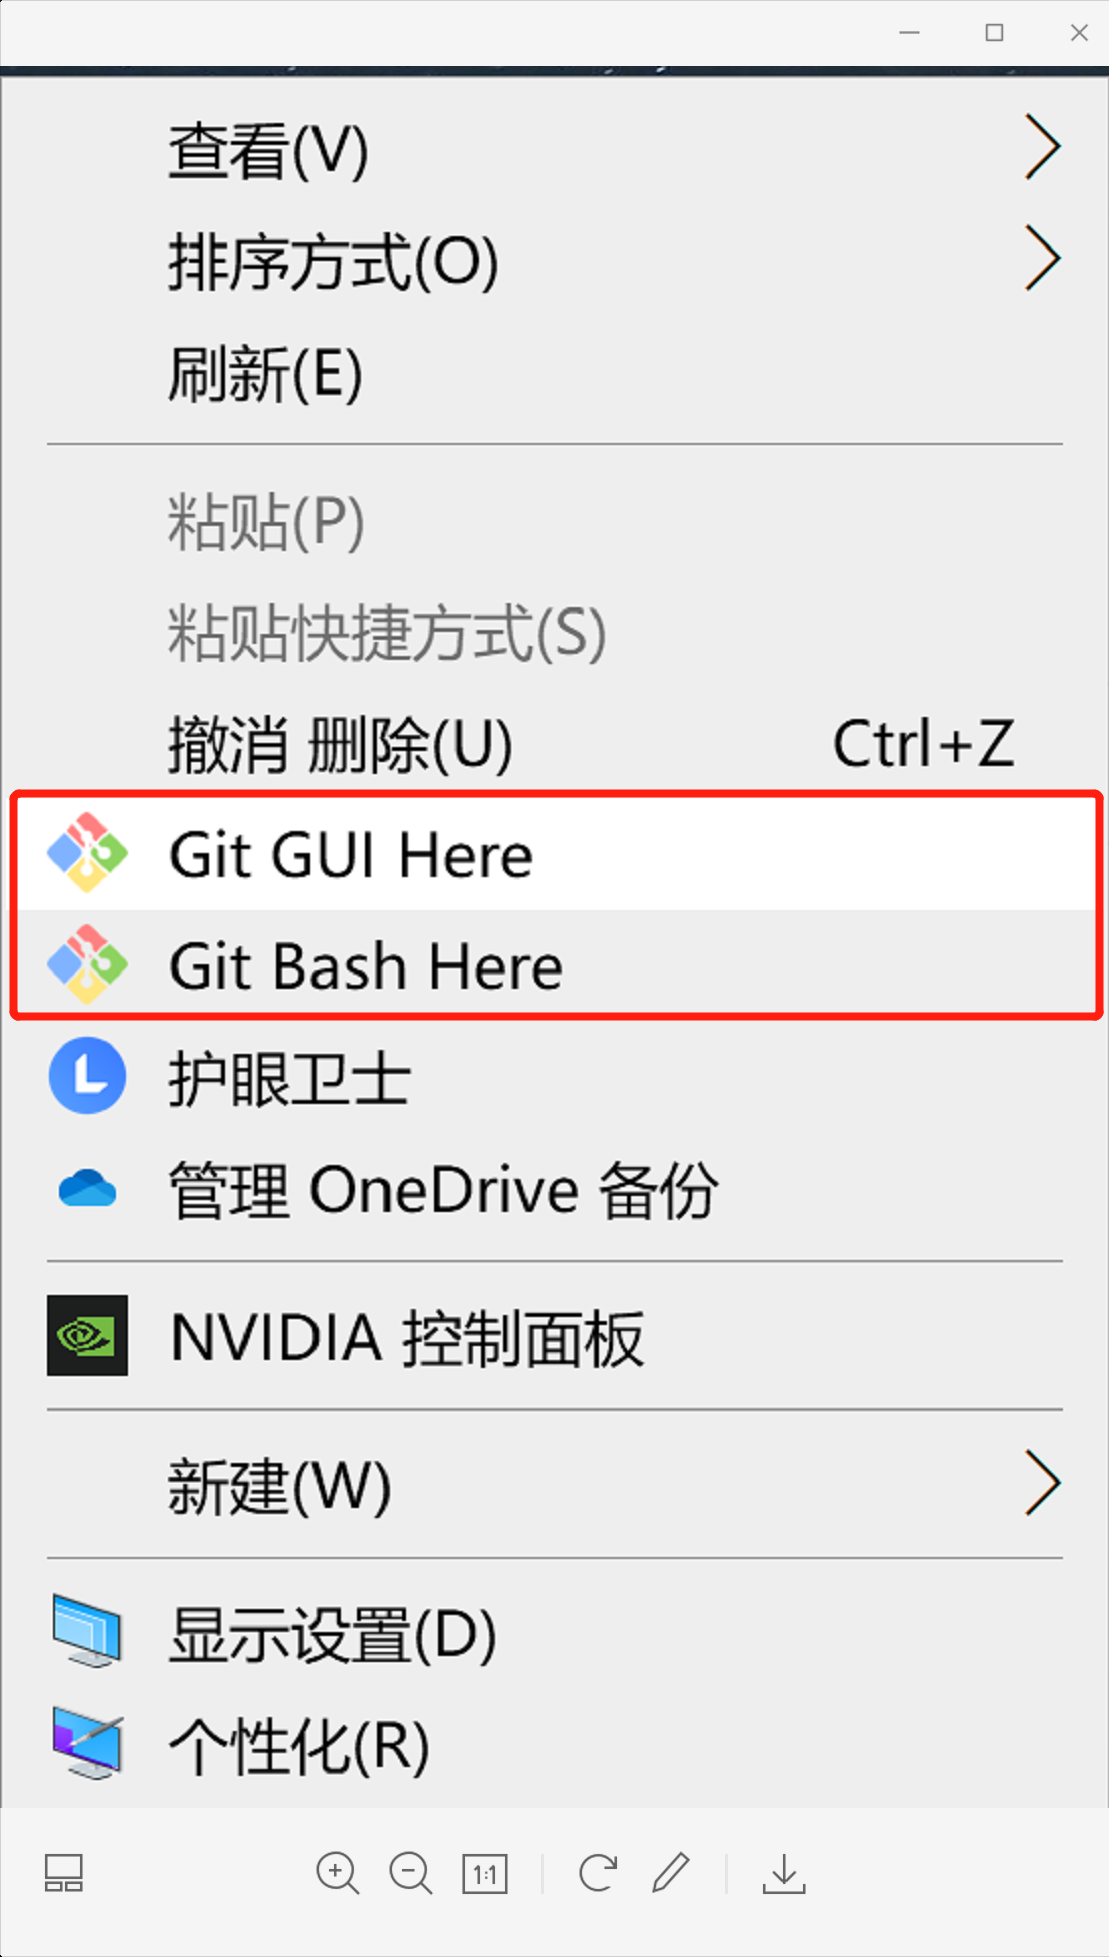 查看(V)
排序方式(O)
刷新(E)
粘贴(P)
粘贴快捷方式(S)
撤消 删除(U) Ctrl+Z
Git GUI Here
Git Bash Here
护眼卫士
管理 OneDrive 备份
NVIDIA 控制面板
新建(W)
显示设置(D)
个性化(R)
1:1